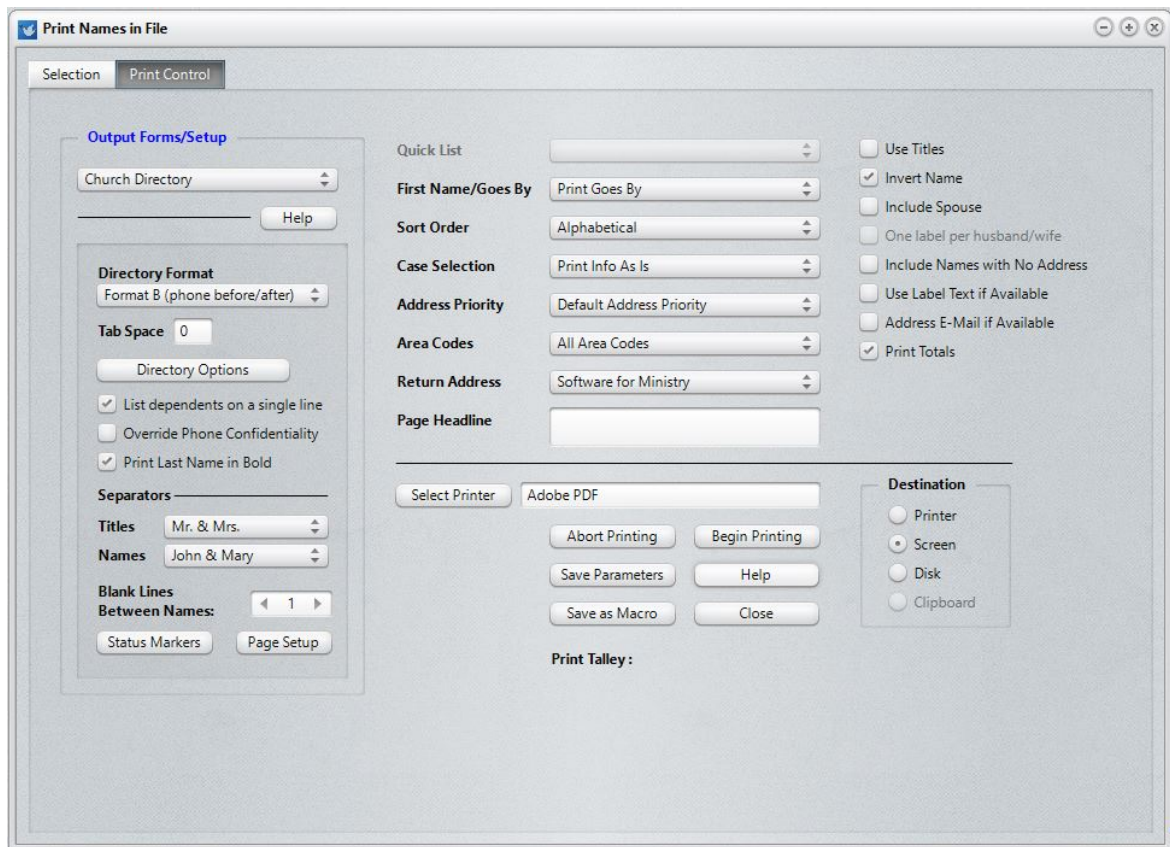 Print Names in File
Selection
Print Control
Output Forms/Setup
Church Directory
Help
Directory Format
Format B (phone before/after)
Tab Space 0
Directory Options
List dependents on a single line
Override Phone Confidentiality
Print Last Name in Bold
Separators
Titles Mr. & Mrs.
Names John & Mary
Blank Lines
Between Names: 1
Status Markers
Page Setup
Quick List
First Name/Goes By Print Goes By
Sort Order Alphabetical
Case Selection Print Info As Is
Address Priority Default Address Priority
Area Codes All Area Codes
Return Address Software for Ministry
Page Headline
Select Printer Adobe PDF
Abort Printing Begin Printing
Save Parameters Help
Save as Macro Close
Print Talley :
Use Titles
Invert Name
Include Spouse
One label per husband/wife
Include Names with No Address
Use Label Text if Available
Address E-Mail if Available
Print Totals
Destination
Printer
Screen
Disk
Clipboard